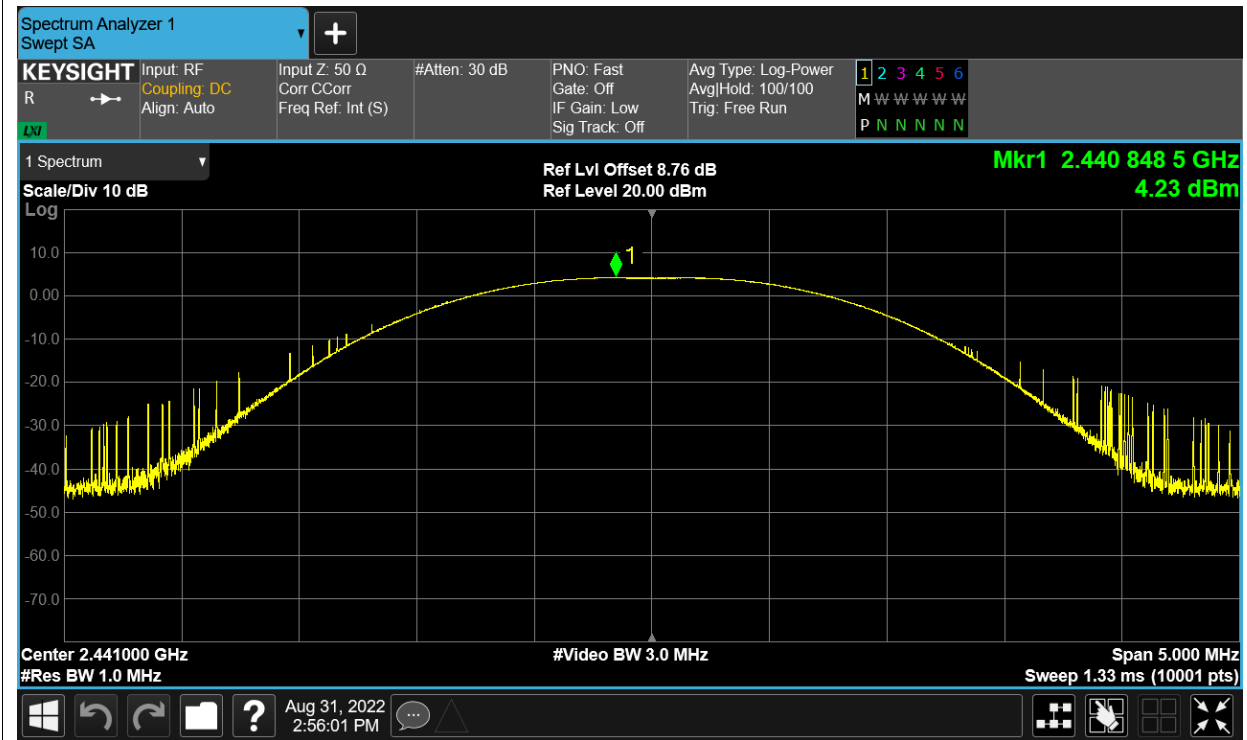 Spectrum Analyzer 1
Swept SA
KEYSIGHT
R
LXI
Input: RF
Coupling: DC
Align: Auto
Input Z: 50 Ω
Corr CCorr
Freq Ref: Int (S)
#Atten: 30 dB
PNO: Fast
Gate: Off
IF Gain: Low
Sig Track: Off
Avg Type: Log-Power
Avg|Hold: 100/100
Trig: Free Run
1 2 3 4 5 6
M W W W W W W
P N N N N N N
1 Spectrum
Scale/Div 10 dB
Log
Ref Lvl Offset 8.76 dB
Ref Level 20.00 dBm
Mkr1 2.440 848 5 GHz
4.23 dBm
1
10.0
0.00
-10.0
-20.0
-30.0
-40.0
-50.0
-60.0
-70.0
Center 2.441000 GHz
#Res BW 1.0 MHz
#Video BW 3.0 MHz
Span 5.000 MHz
Sweep 1.33 ms (10001 pts)
?
Aug 31, 2022
2:56:01 PM